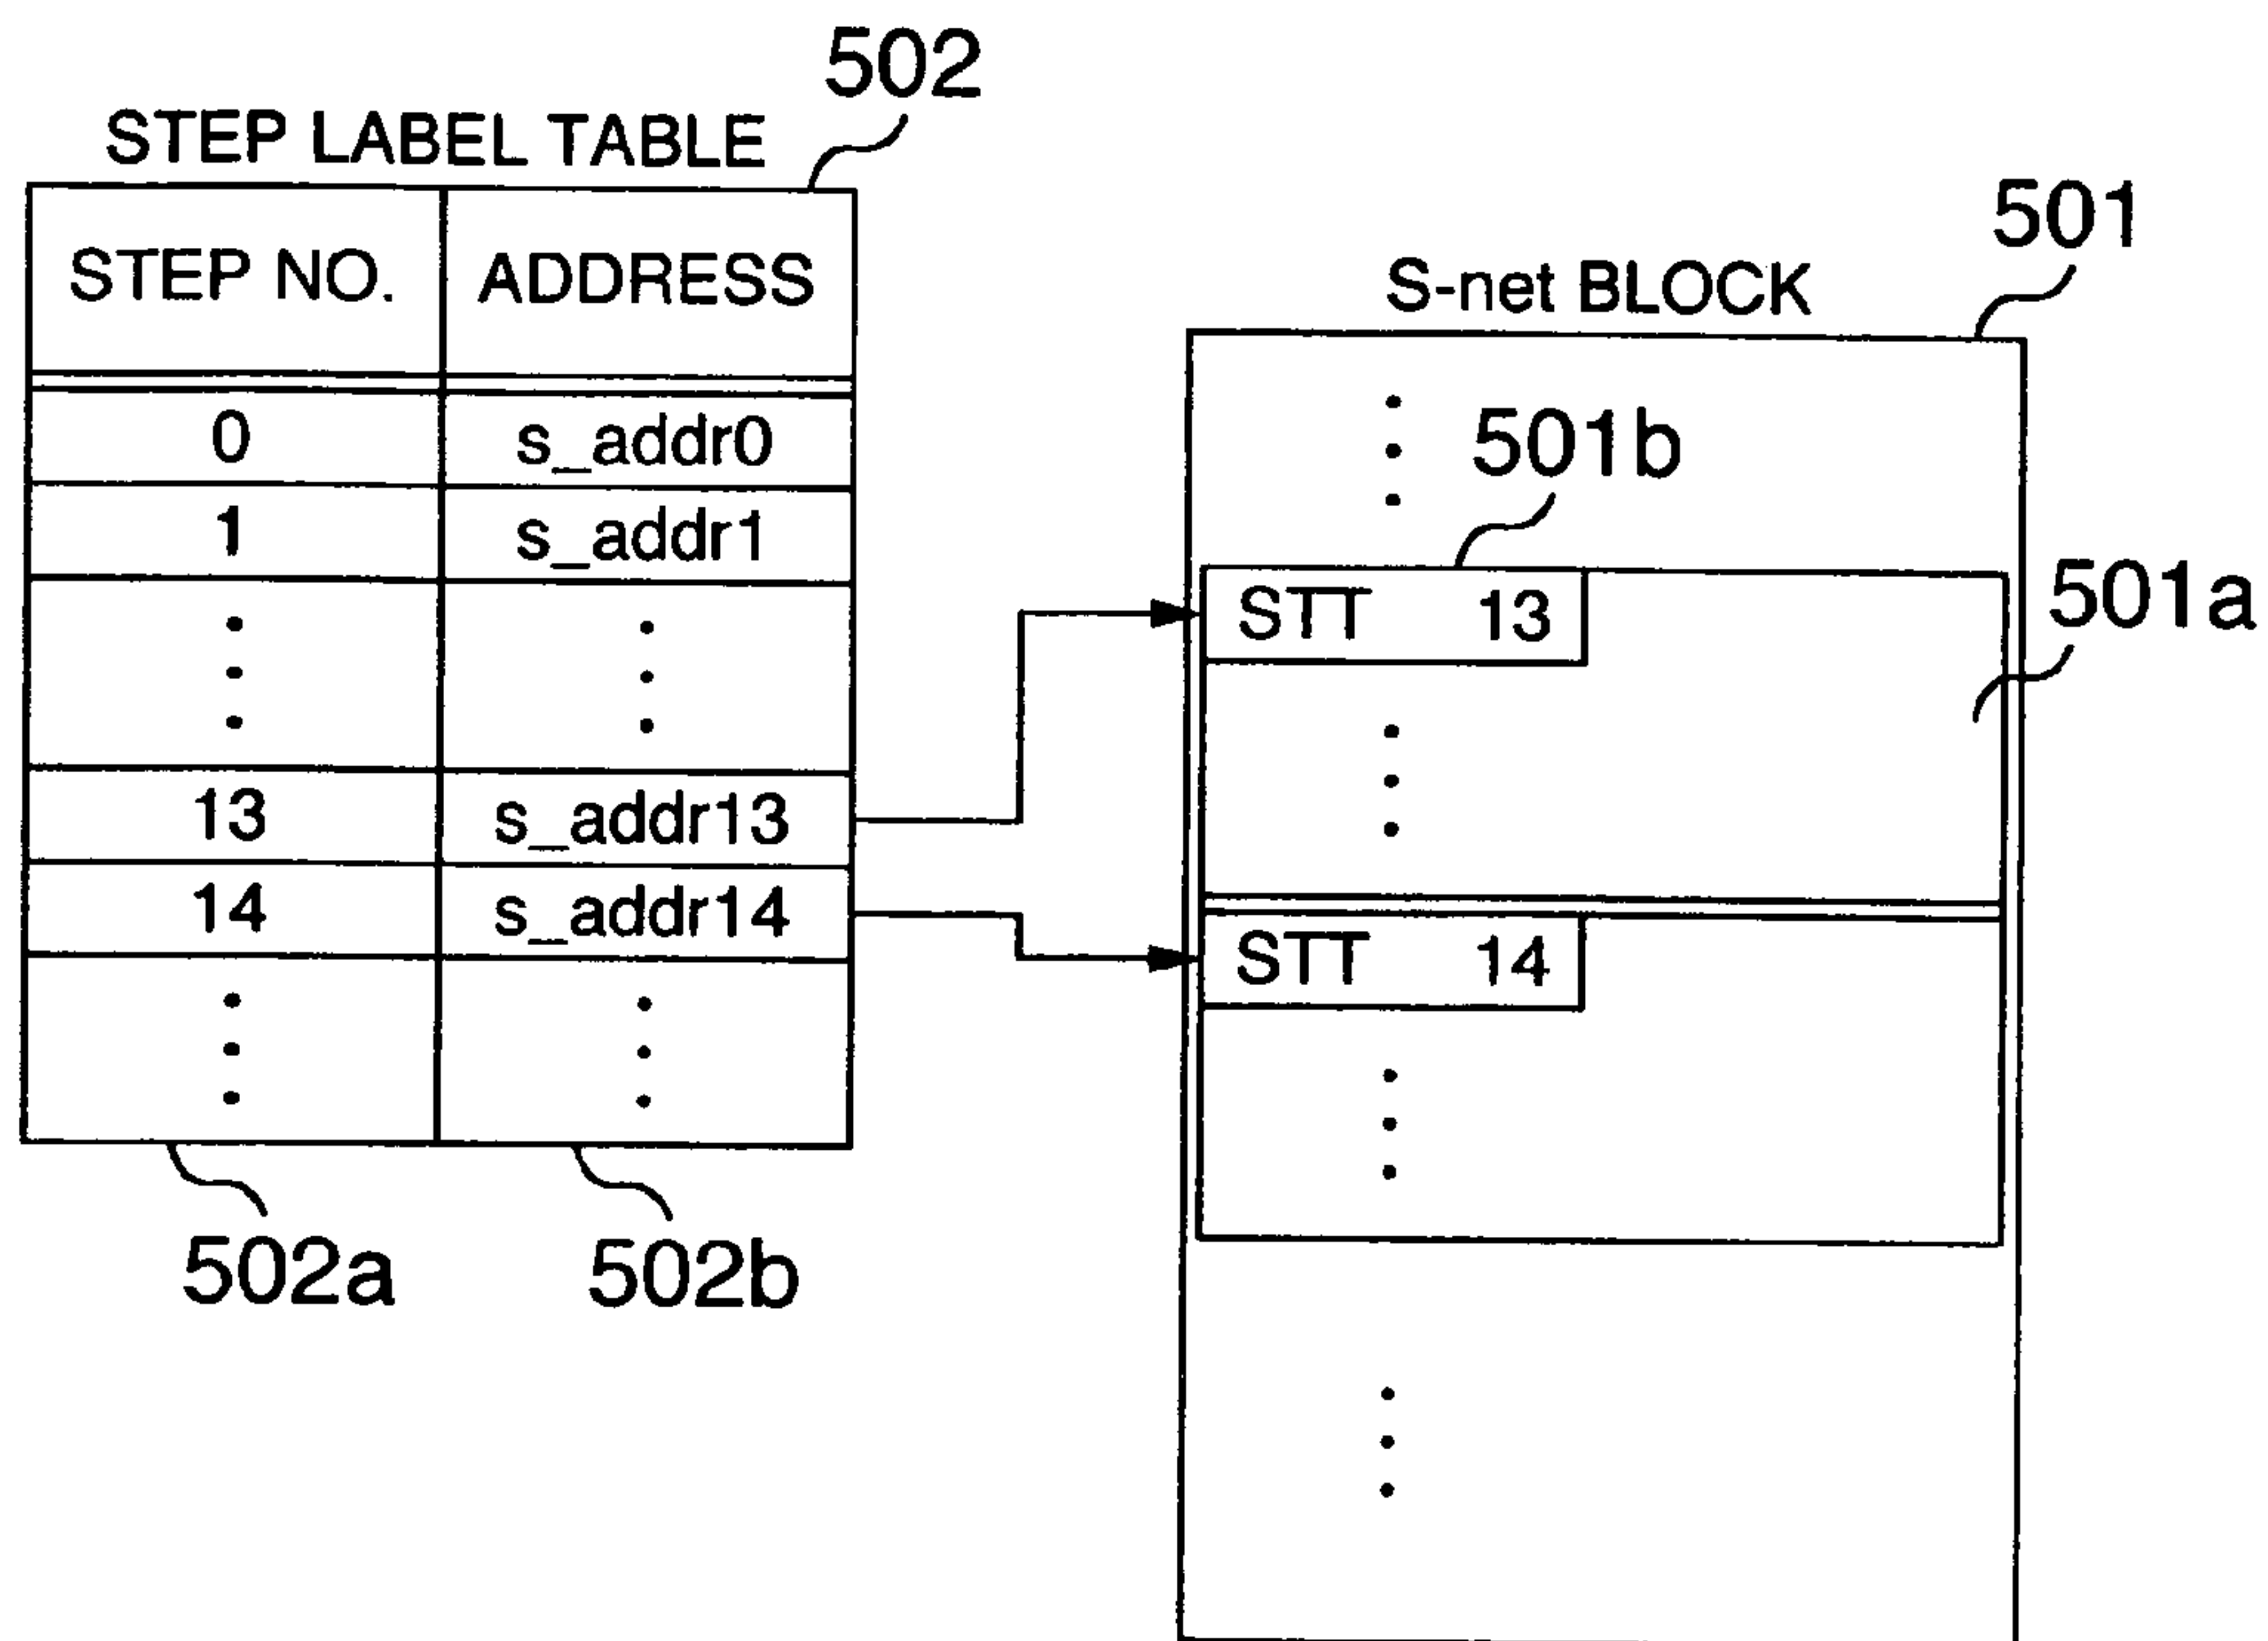 502
STEP LABEL TABLE
STEP NO. ADDRESS
0 s_addr0
1 s_addr1
13 s_addr13
14 s_addr14
502a 502b
501
S-net BLOCK
501b
STT 13
501a
STT 14